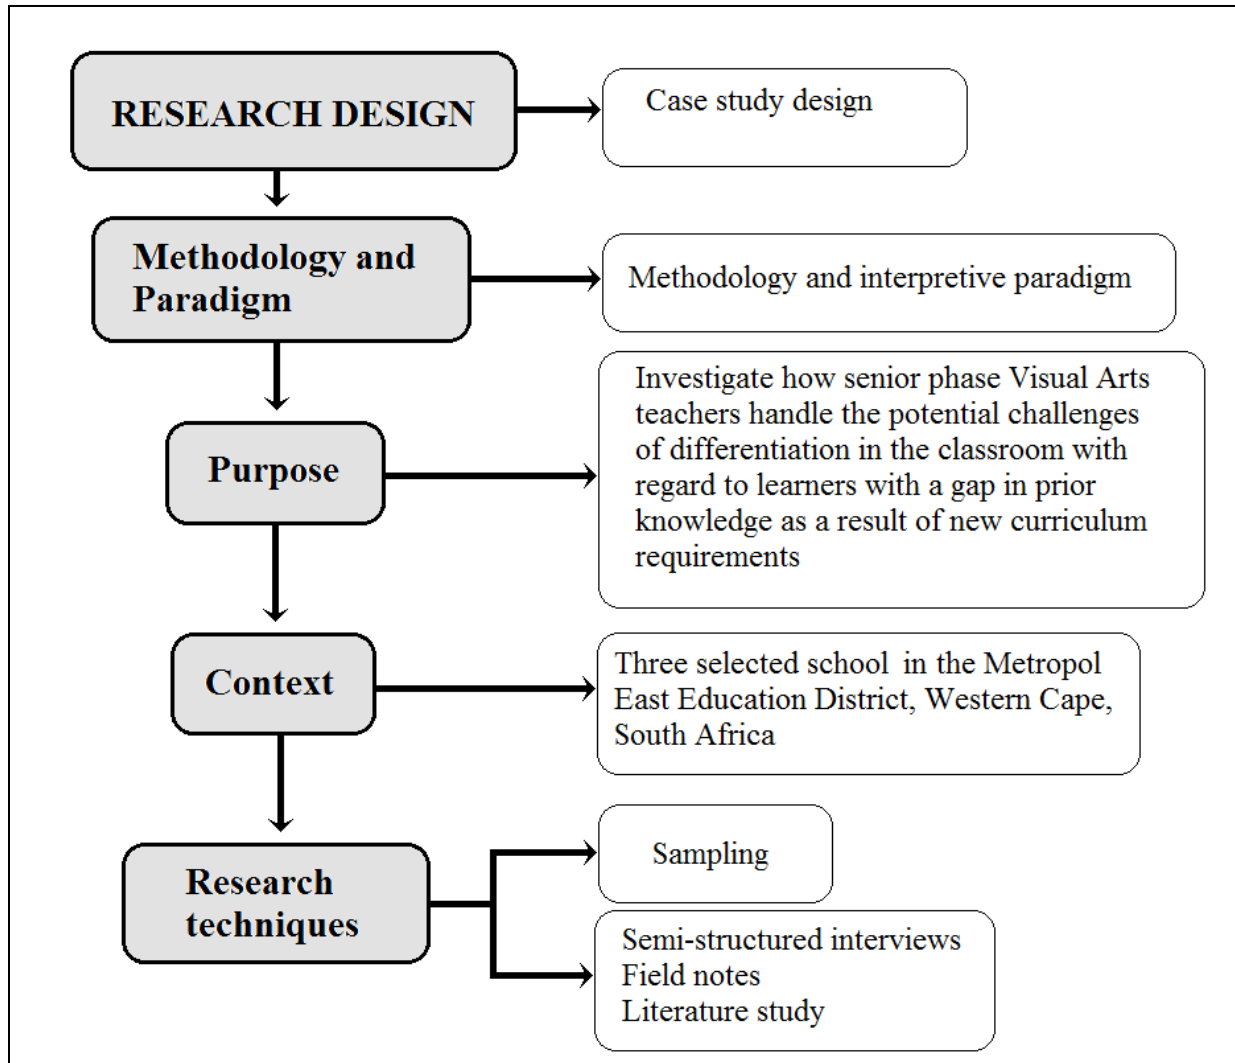 RESEARCH DESIGN
Case study design
Methodology and
Paradigm
Methodology and interpretive paradigm
Purpose
Investigate how senior phase Visual Arts
teachers handle the potential challenges
of differentiation in the classroom with
regard to learners with a gap in prior
knowledge as a result of new curriculum
requirements
Context
Three selected school in the Metropol
East Education District, Western Cape,
South Africa
Research
techniques
Sampling
Semi-structured interviews
Field notes
Literature study